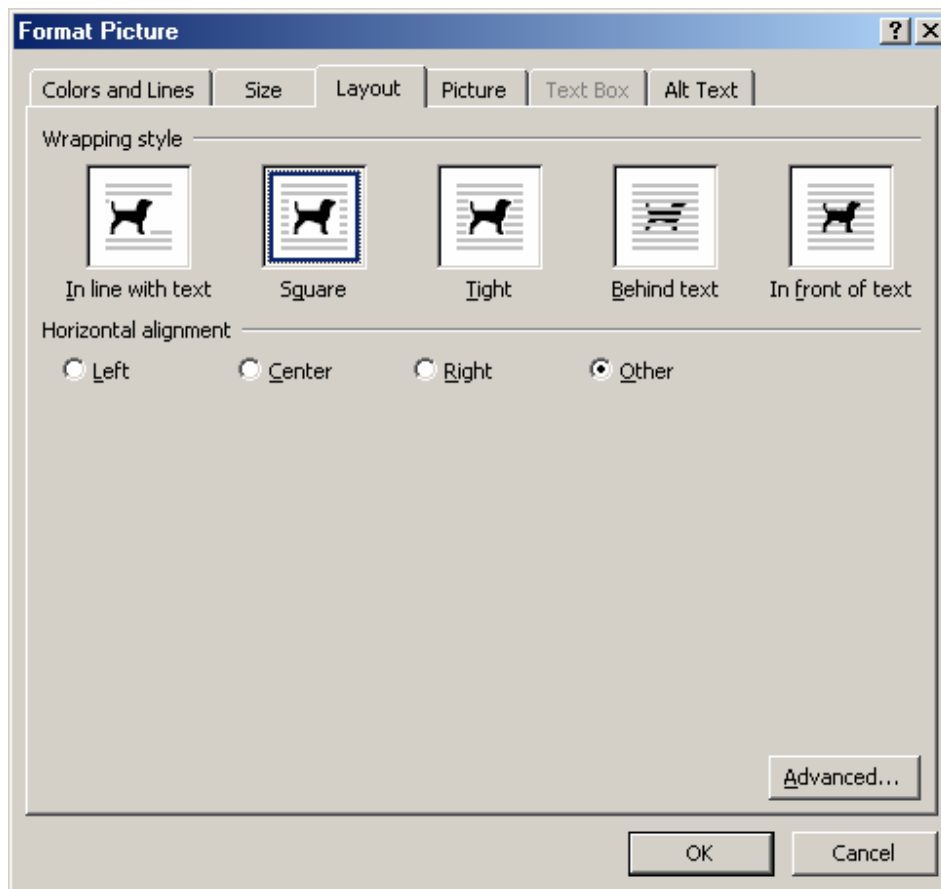 Format Picture
Colors and Lines Size Layout Picture Text Box Alt Text
Wrapping style
In line with text Square Tight Behind text In front of text
Horizontal alignment
Left Center Right Other
Advanced...
OK Cancel